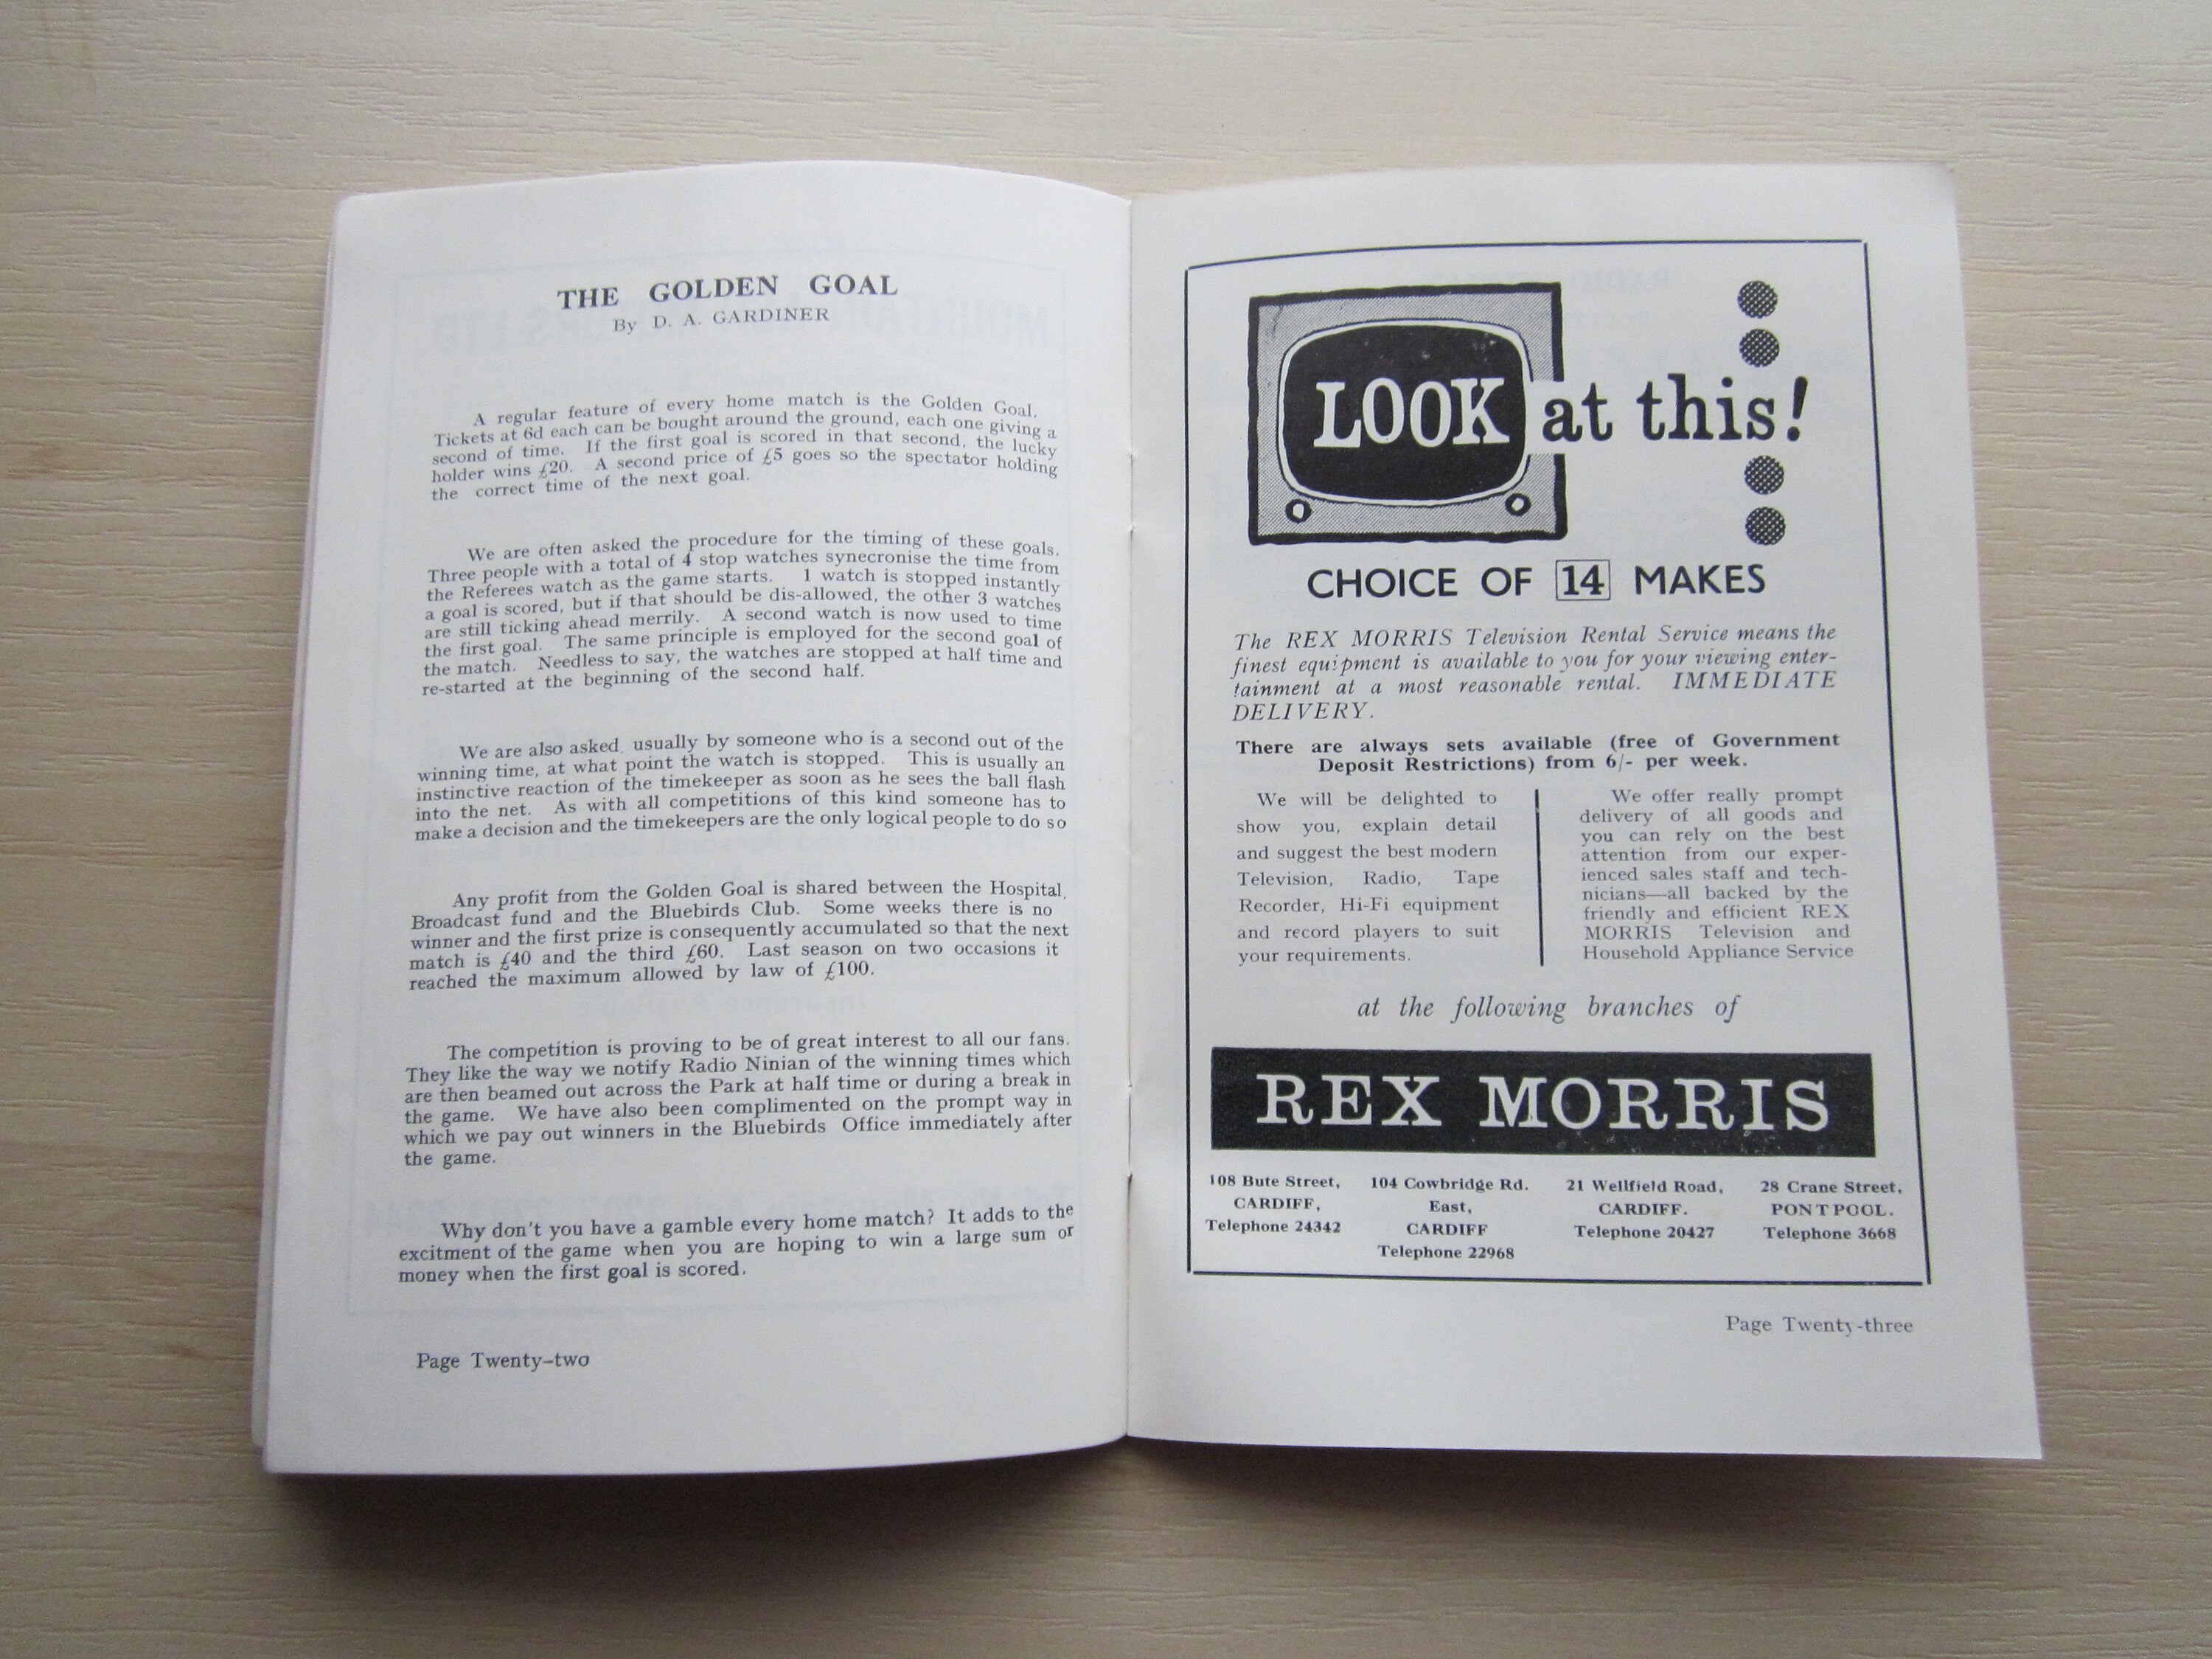 THE GOLDEN GOAL
By D. A. GARDINER
A regular feature of every home match is the Golden Goal.
Tickets at 6d each can be bought around the ground, each one giving a
second of time. If the first goal is scored in that second, the lucky
holder wins £20. A second price of £5 goes so the spectator holding
the correct time of the next goal.
We are often asked the procedure for the timing of these goals.
Three people with a total of 4 stop watches synecronise the time from
the Referees watch as the game starts. 1 watch is stopped instantly
a goal is scored, but if that should be dis-allowed, the other 3 watches
are still ticking ahead merrily. A second watch is now used to time
the first goal. The same principle is employed for the second goal of
the match. Needless to say, the watches are stopped at half time and
re-started at the beginning of the second half.
We are also asked, usually by someone who is a second out of the
winning time, at what point the watch is stopped. This is usually an
instinctive reaction of the timekeeper as soon as he sees the ball flash
into the net. As with all competitions of this kind someone has to
make a decision and the timekeepers are the only logical people to do so
Any profit from the Golden Goal is shared between the Hospital
Broadcast fund and the Bluebirds Club. Some weeks there is no
winner and the first prize is consequently accumulated so that the next
match is £40 and the third £60. Last season on two occasions it
reached the maximum allowed by law of £100.
The competition is proving to be of great interest to all our fans.
They like the way we notify Radio Ninian of the winning times which
are then beamed out across the Park at half time or during a break in
the game. We have also been complimented on the prompt way in
which we pay out winners in the Bluebirds Office immediately after
the game.
Why don't you have a gamble every home match? It adds to the
excitment of the game when you are hoping to win a large sum or
money when the first goal is scored.
Page Twenty-two
LOOK at this!
CHOICE OF 14 MAKES
The REX MORRIS Television Rental Service means the
finest equipment is available to you for your viewing enter-
tainment at a most reasonable rental. IMMEDIATE
DELIVERY.
There are always sets available (free of Government
Deposit Restrictions) from 6/- per week.
We will be delighted to
show you, explain detail
and suggest the best modern
Television, Radio, Tape
Recorder, Hi-Fi equipment
and record players to suit
your requirements.
We offer really prompt
delivery of all goods and
you can rely on the best
attention from our exper-
ienced sales staff and tech-
nicians—all backed by the
friendly and efficient REX
MORRIS Television and
Household Appliance Service
at the following branches of
REX MORRIS
108 Bute Street,
CARDIFF,
Telephone 24342
104 Cowbridge Rd.
East,
CARDIFF
Telephone 22968
21 Wellfield Road,
CARDIFF.
Telephone 20427
28 Crane Street,
PONTPOOL.
Telephone 3668
Page Twenty-three